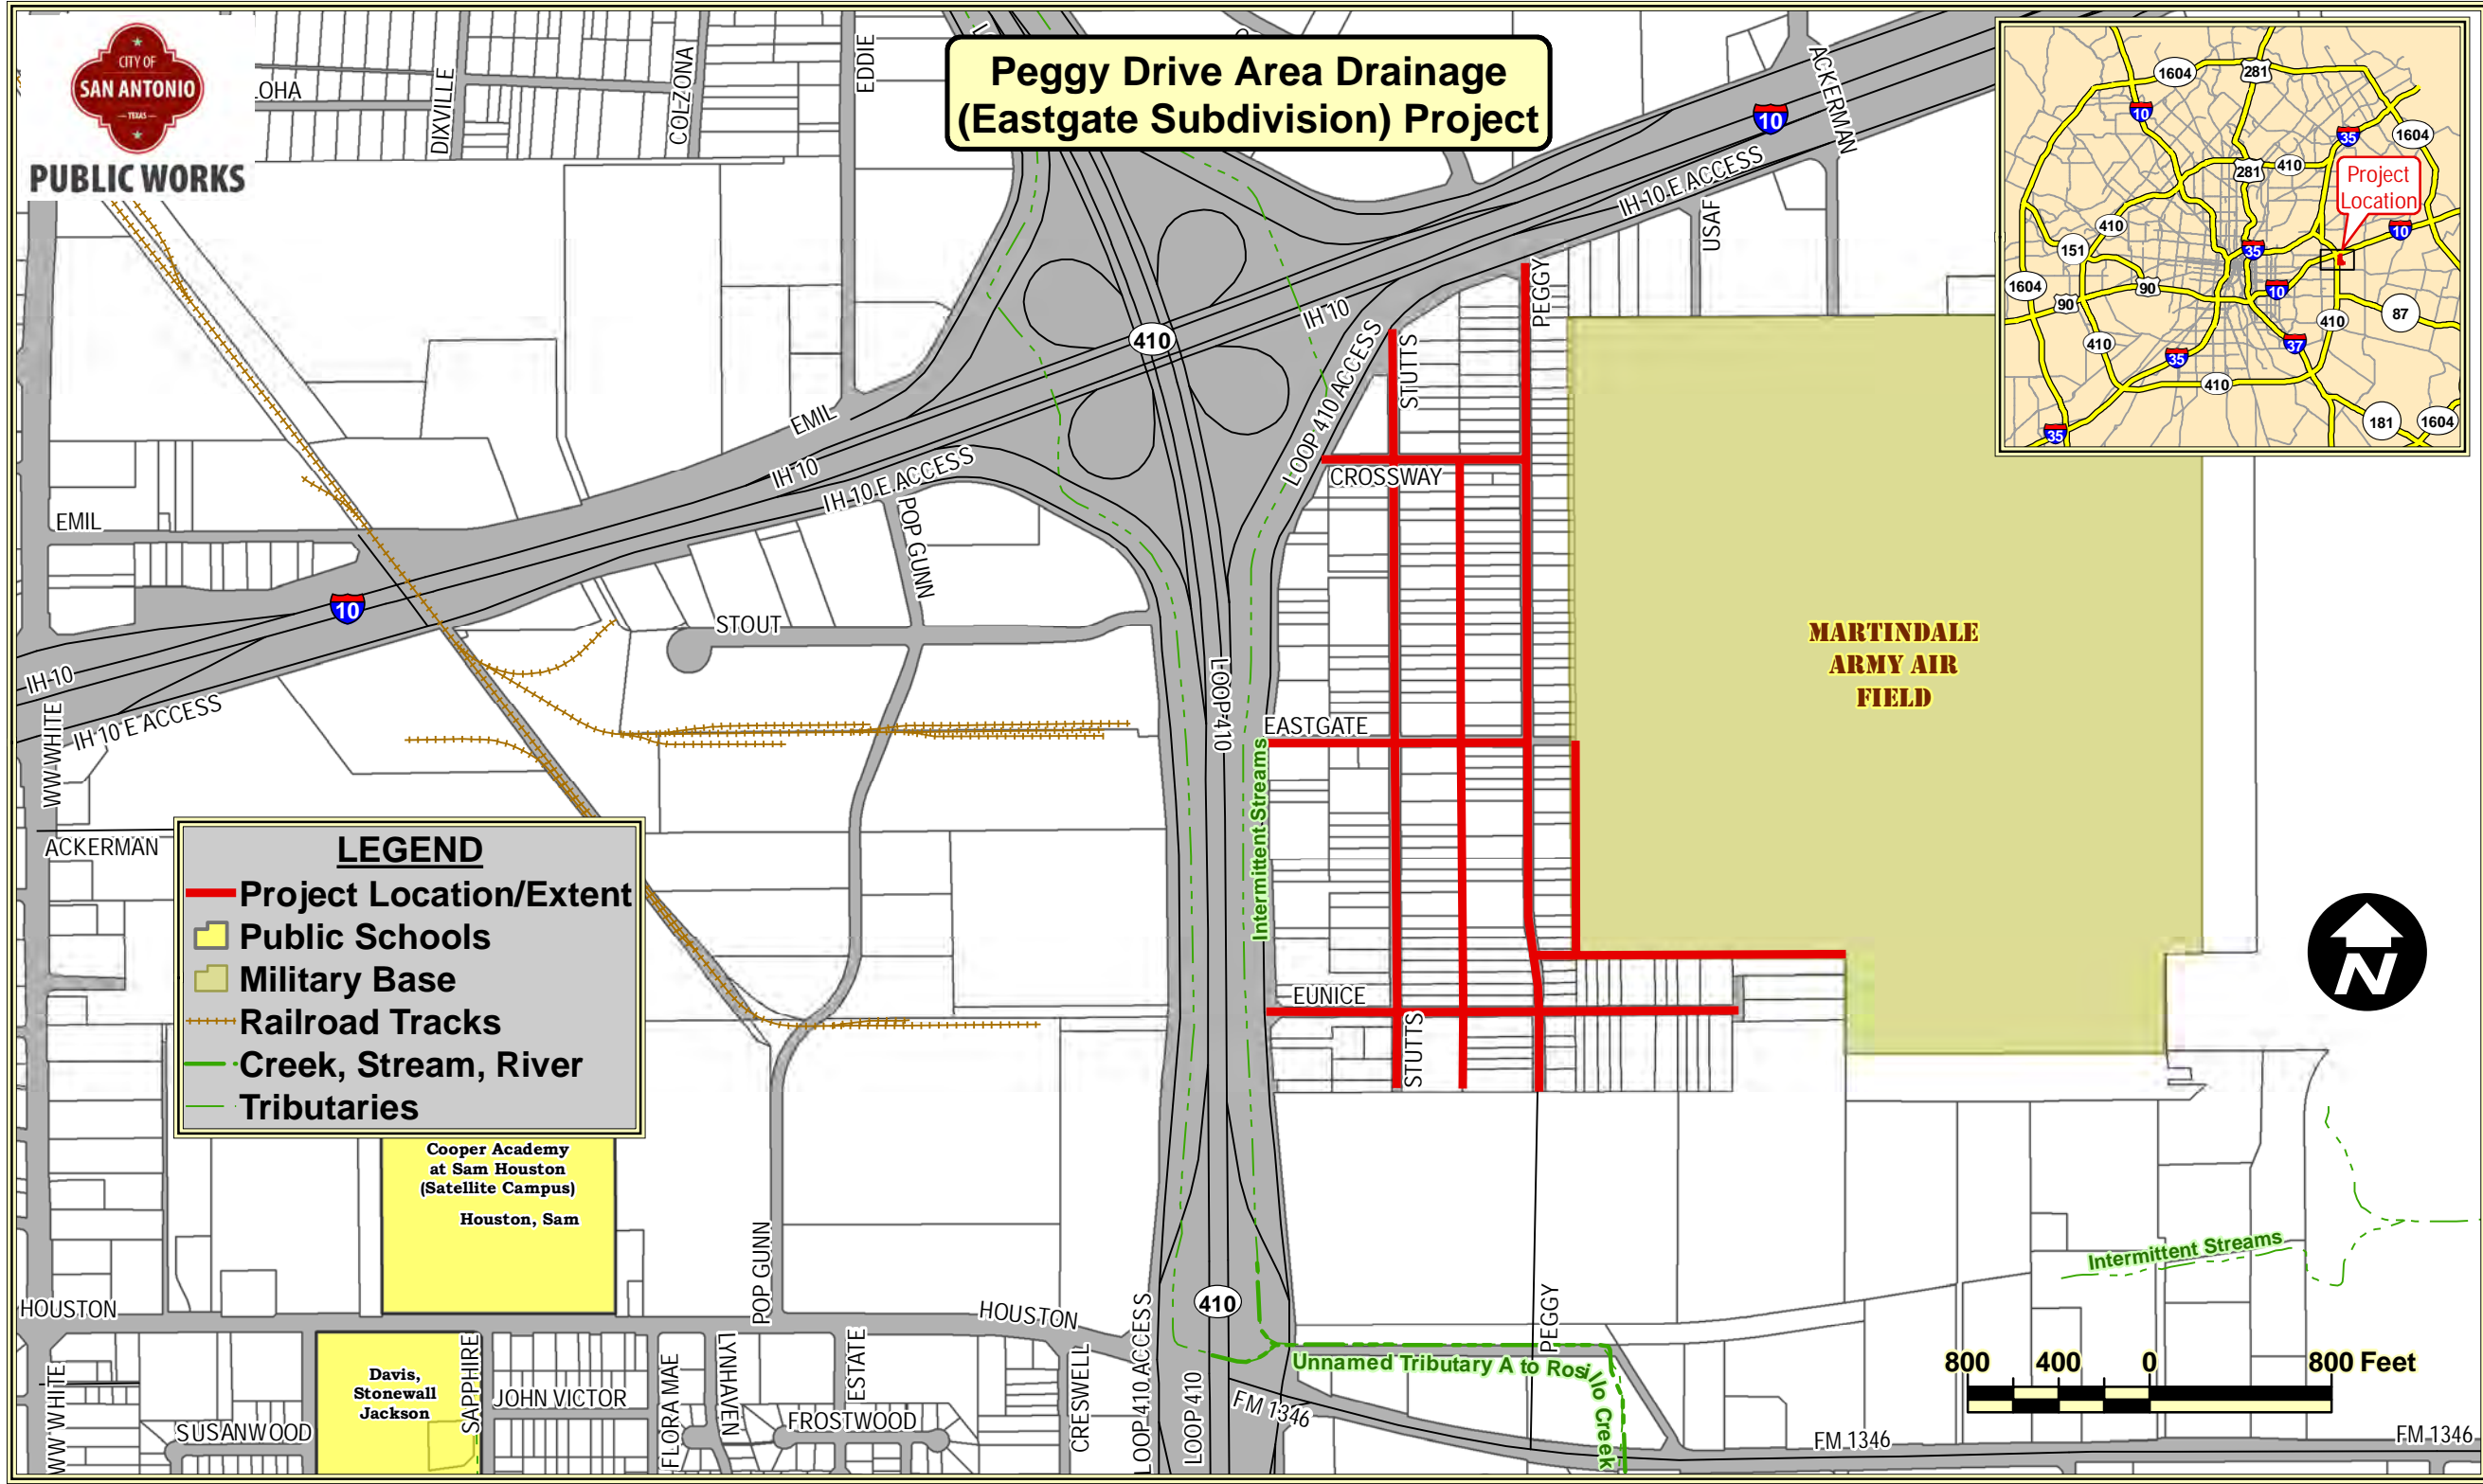 CITY OF
SAN ANTONIO
TEXAS
PUBLIC WORKS
Peggy Drive Area Drainage
(Eastgate Subdivision) Project
LOHA
DIXVILLE
COLZONA
EDDIE
ACKERMAN
10
IH-10 E ACCESS
USAF
1604
281
10
35
1604
281
410
Project
Location
410
151
35
10
1604
90
90
10
410
87
410
35
37
410
181
1604
35
PEGGY
IH 10
410
LOOP 410 ACCESS
STUTTS
EMIL
IH 10
IH-10 E ACCESS
CROSSWAY
POP GUNN
EMIL
10
STOUT
MARTINDALE
ARMY AIR
FIELD
IH-10
IH 10 E ACCESS
WW WHITE
LOOP 410
EASTGATE
Intermittent Streams
ACKERMAN
LEGEND
Project Location/Extent
Public Schools
Military Base
Railroad Tracks
Creek, Stream, River
Tributaries
N
EUNICE
STUTTS
Cooper Academy
at Sam Houston
(Satellite Campus)
Houston, Sam
POP GUNN
Intermittent Streams
HOUSTON
HOUSTON
410
PEGGY
LOOP 410 ACCESS
LOOP 410
Unnamed Tributary A to Rosillo Creek
800 400 0 800 Feet
Davis,
Stonewall
Jackson
SAPPHIRE
JOHN VICTOR
FLORA MAE
LYNHAVEN
ESTATE
FROSTWOOD
CRESWELL
SUSANWOOD
WW WHITE
FM 1346
FM 1346
FM 1346